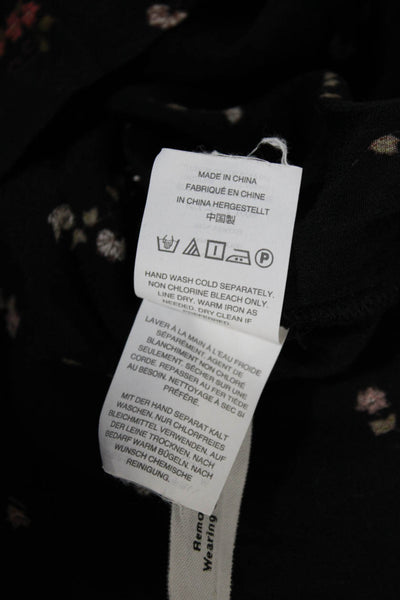 MADE IN CHINA
FABRIQUÉ EN CHINE
IN CHINA HERGESTELLT
中国製
P
HAND WASH COLD SEPARATELY.
NON CHLORINE BLEACH ONLY.
LINE DRY. WARM IRON AS
NEEDED. DRY CLEAN IF
LAVER À LA MAIN À L'EAU FROIDE
SÉPAREMENT. AGENT DE
BLANCHIMENT NON CHLORÉ
SEULEMENT. SÉCHER SUR LA
CORDE. REPASSER AU FER TIÈDE
AU BESOIN. NETTOYAGE À SEC SI
PRÉFÉRÉ.
MIT DER HAND SEPARAT KALT
WASCHEN. NUR CHLORFREIES
BLEICHMITTEL VERWENDEN. AUF
DER LEINE TROCKNEN. NACH
BEDARF WARM BÜGELN. NACH
WUNSCH CHEMISCHE
REINIGUNG.
Remo
Wearing